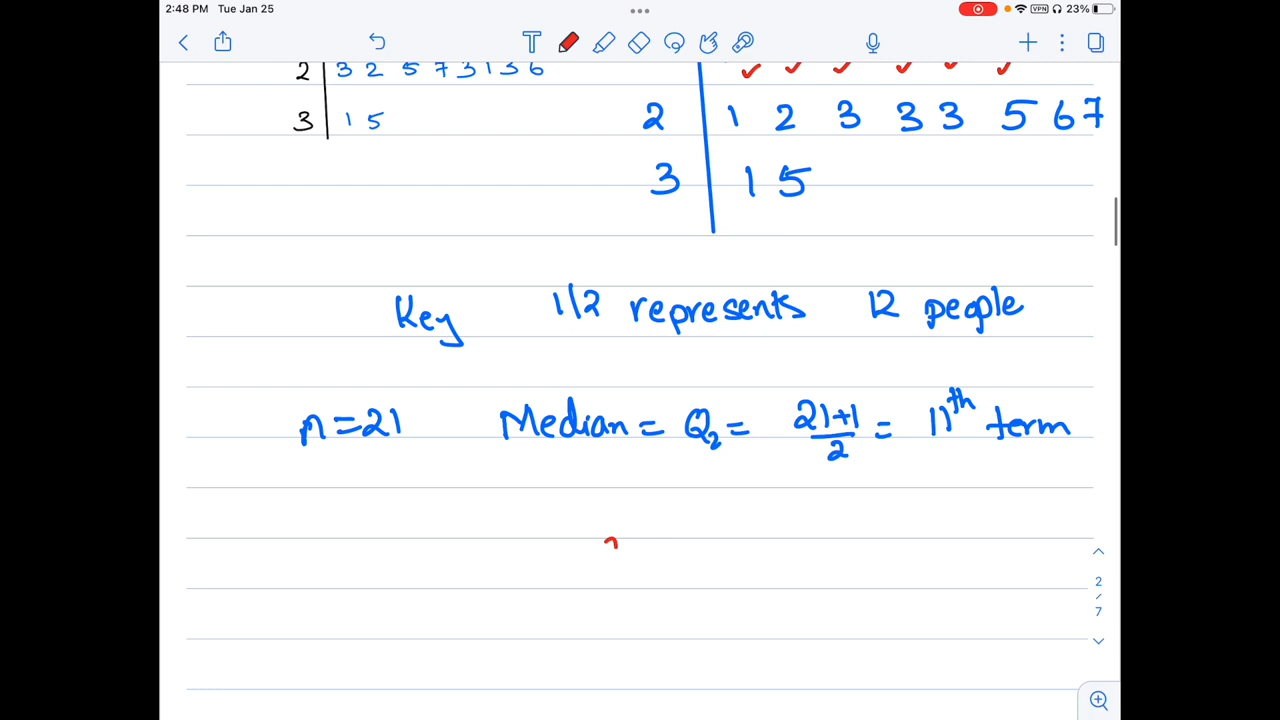 2:48 PM Tue Jan 25
VPN 23%
T
2 | 3 2 5 7 3 1 3 6
3 | 1 5
2 | 1 2 3 3 3 5 6 7
3 | 1 5
Key 1/2 represents 12 people
n = 21 Median = Q₂ = 21+1/2 = 11th term
2
/
7